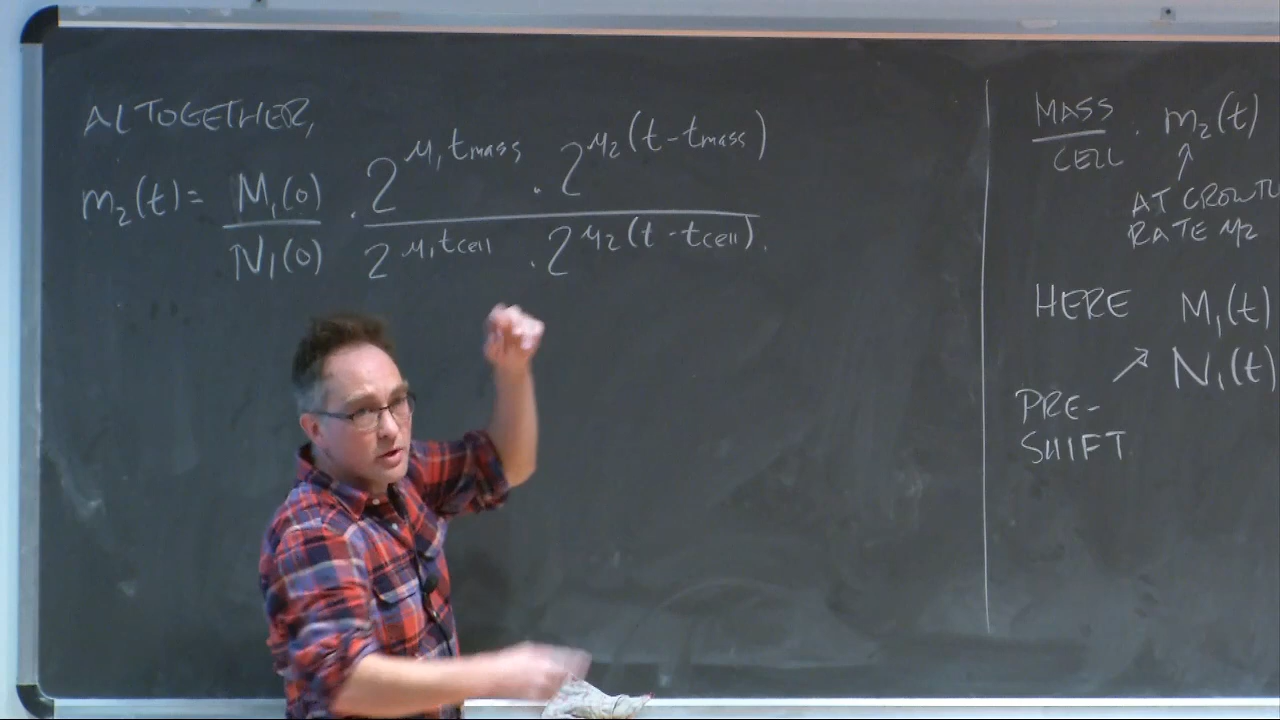 ALTOGETHER,
m₂(t) = M₁(0)/N₁(0) · 2^(μ₁tmass) · 2^(μ₂(t-tmass)) / 2^(μ₁tcell) · 2^(μ₂(t-tcell)).
MASS/CELL · m₂(t)
↑
AT GROWTH
RATE μ₂
HERE M₁(t)
↗ N₁(t)
PRE-
SHIFT